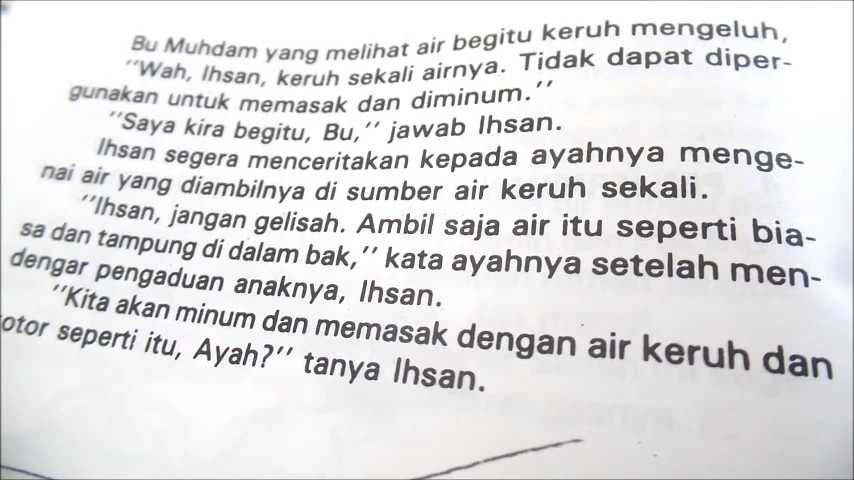 Bu Muhdam yang melihat air begitu keruh mengeluh,
''Wah, Ihsan, keruh sekali airnya. Tidak dapat diper-
gunakan untuk memasak dan diminum.''
''Saya kira begitu, Bu,'' jawab Ihsan.
Ihsan segera menceritakan kepada ayahnya menge-
nai air yang diambilnya di sumber air keruh sekali.
''Ihsan, jangan gelisah. Ambil saja air itu seperti bia-
sa dan tampung di dalam bak,'' kata ayahnya setelah men-
dengar pengaduan anaknya, Ihsan.
''Kita akan minum dan memasak dengan air keruh dan
otor seperti itu, Ayah?'' tanya Ihsan.